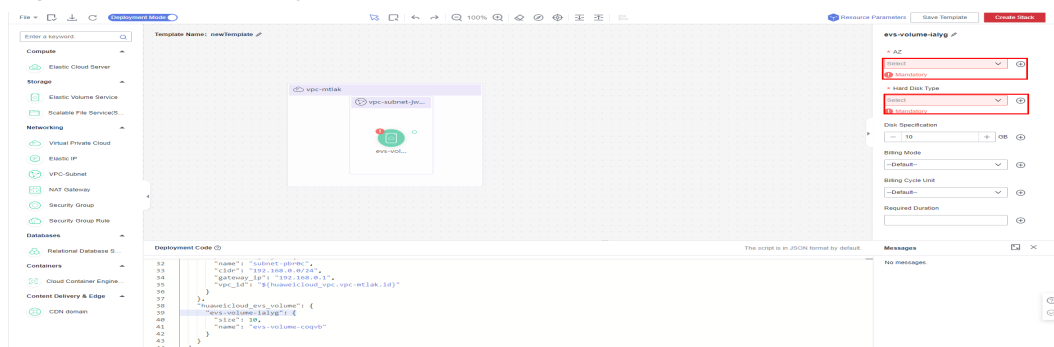 File
Deployment Mode
100%
Resource Parameters
Save Template
Create Stack
Enter a keyword
Compute
Elastic Cloud Server
Storage
Elastic Volume Service
Scalable File Service(S...
Networking
Virtual Private Cloud
Elastic IP
VPC-Subnet
NAT Gateway
Security Group
Security Group Rule
Databases
Relational Database S...
Containers
Cloud Container Engine...
Content Delivery & Edge
CDN domain
Template Name: newTemplate
vpc-mtlak
vpc-subnet-jw...
evs-vol...
evs-volume-ialyg
* AZ
Select
Mandatory
* Hard Disk Type
Select
Mandatory
Disk Specification
— 10 + GB
Billing Mode
--Default--
Billing Cycle Unit
--Default--
Required Duration
Deployment Code
The script is in JSON format by default.
32 "name": "subnet-pbr0c",
33 "cidr": "192.168.0.0/24",
34 "gateway_ip": "192.168.0.1",
35 "vpc_id": "${huaweicloud_vpc.vpc-mtlak.id}"
36 }
37 },
38 "huaweicloud_evs_volume": {
39 "evs-volume-ialyg": {
40 "size": 10,
41 "name": "evs-volume-coqvb"
42 }
43 }
Messages
No messages.